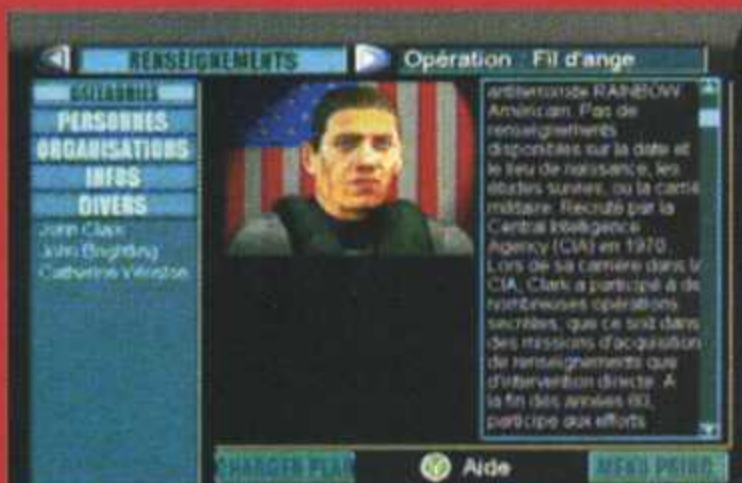 RENSEIGNEMENTS
Opération Fil d'ange
CATEGORIES
PERSONNES
ORGANISATIONS
INFOS
DIVERS
John Clark
John Brightling
Catherine Winston
antiterroriste RAINBOW
Américain. Pas de
renseignements
disponibles sur la date et
le lieu de naissance, les
études suivies, ou la carriè
militaire. Recruté par la
Central Intelligence
Agency (CIA) en 1970.
Lors de sa carrière dans la
CIA, Clark a participé à de
nombreuses opérations
secrètes, que ce soit dans
des missions d'acquisition
de renseignements que
d'intervention directe. A
la fin des années 80,
participe aux efforts
CHARGER PLAN
Y Aide
MENU PRINC.